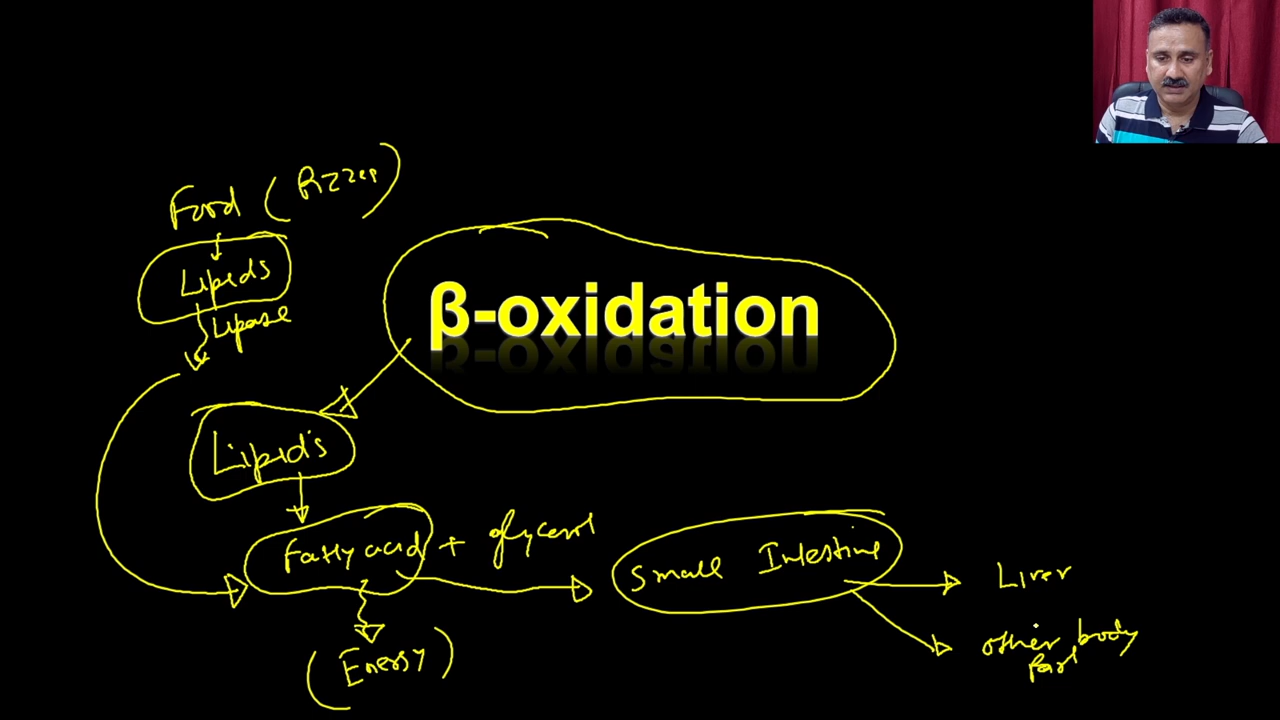 Food (Pizza)
Lipids
Lipase
β-oxidation
Lipids
Fatty acid + glycerol
Small Intestine
Liver
other body
part
(Energy)